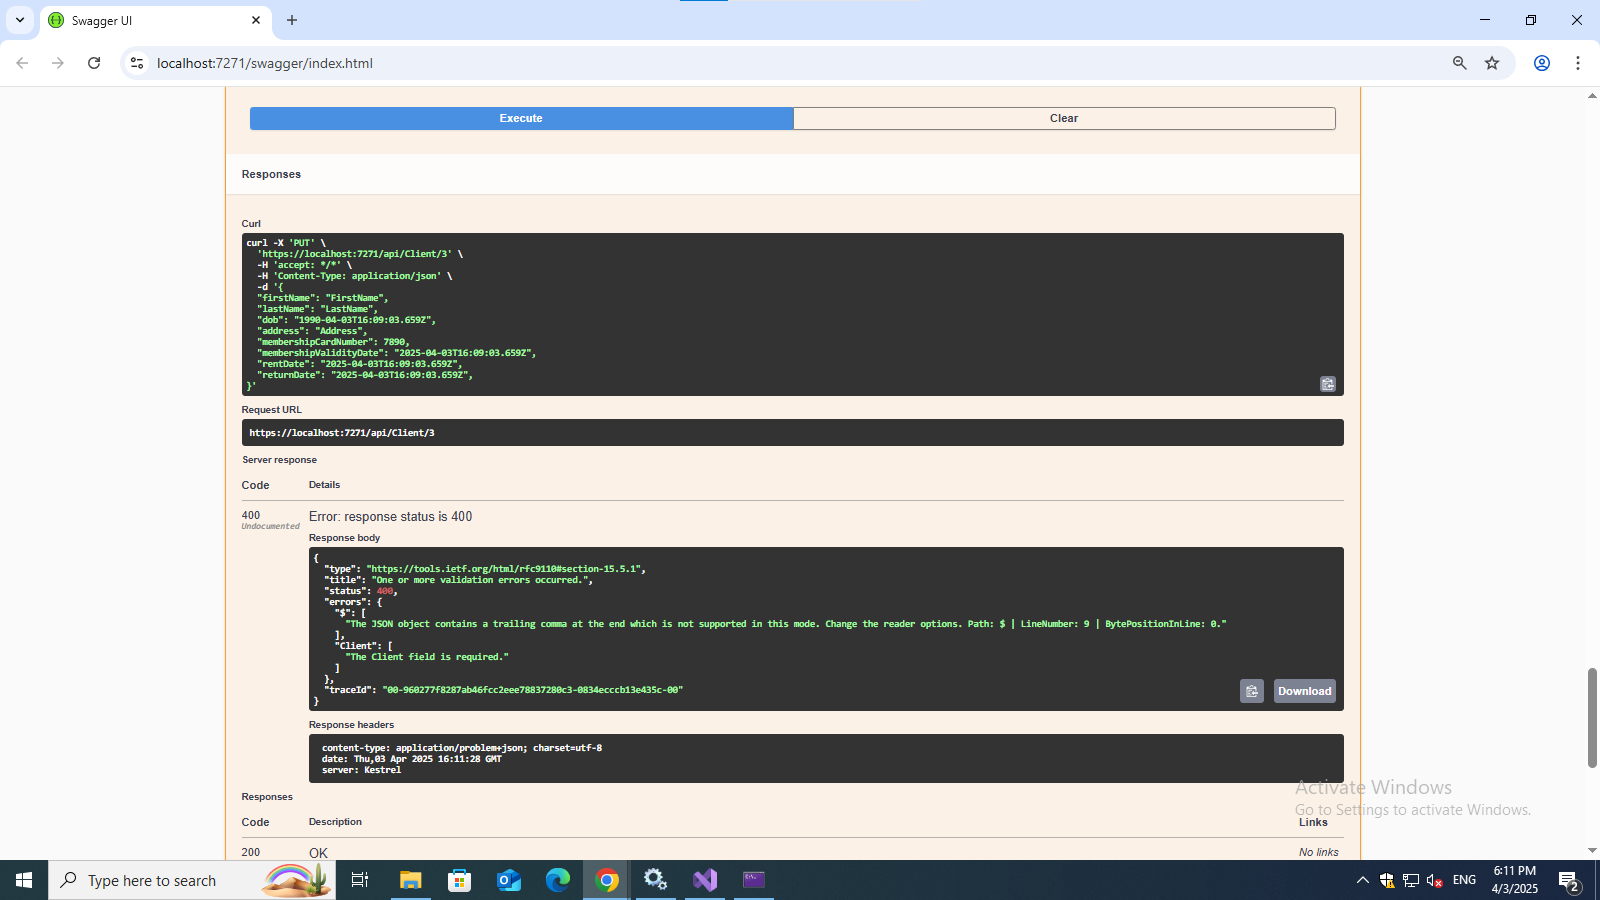 Swagger UI
localhost:7271/swagger/index.html
Execute
Clear
Responses
Curl
curl -X 'PUT' \
'https://localhost:7271/api/Client/3' \
-H 'accept: */*' \
-H 'Content-Type: application/json' \
-d '{
"firstName": "FirstName",
"lastName": "LastName",
"dob": "1990-04-03T16:09:03.659Z",
"address": "Address",
"membershipCardNumber": 7890,
"membershipValidityDate": "2025-04-03T16:09:03.659Z",
"rentDate": "2025-04-03T16:09:03.659Z",
"returnDate": "2025-04-03T16:09:03.659Z",
}'
Request URL
https://localhost:7271/api/Client/3
Server response
Code Details
400 Error: response status is 400
Undocumented
Response body
{
"type": "https://tools.ietf.org/html/rfc9110#section-15.5.1",
"title": "One or more validation errors occurred.",
"status": 400,
"errors": {
"$": [
"The JSON object contains a trailing comma at the end which is not supported in this mode. Change the reader options. Path: $ | LineNumber: 9 | BytePositionInLine: 0."
],
"Client": [
"The Client field is required."
]
},
"traceId": "00-960277f8287ab46fcc2eee78837280c3-0834ecccb13e435c-00"
}
Download
Response headers
content-type: application/problem+json; charset=utf-8
date: Thu,03 Apr 2025 16:11:28 GMT
server: Kestrel
Responses
Activate Windows
Go to Settings to activate Windows.
Code Description Links
200 OK No links
Type here to search
ENG
6:11 PM
4/3/2025
2